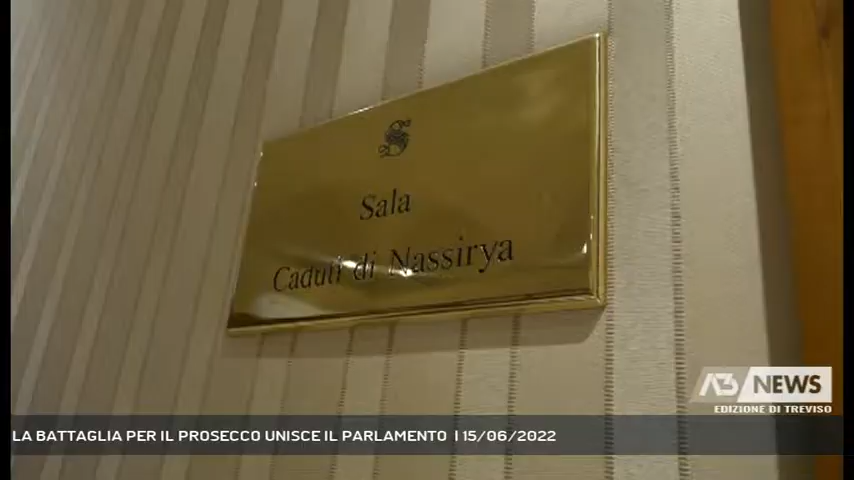 S
Sala
Caduti di Nassirya
A3 NEWS
EDIZIONE DI TREVISO
LA BATTAGLIA PER IL PROSECCO UNISCE IL PARLAMENTO | 15/06/2022